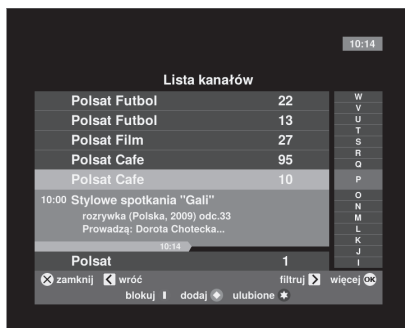 10:14
Lista kanałów
Polsat Futbol 22
Polsat Futbol 13
Polsat Film 27
Polsat Cafe 95
Polsat Cafe 10
10:00 Stylowe spotkania "Gali"
rozrywka (Polska, 2009) odc.33
Prowadzą: Dorota Chotecka...
10:14
Polsat 1
W
V
U
T
S
R
Q
P
O
N
M
L
K
J
I
zamknij wróć filtruj więcej OK
blokuj dodaj ulubione